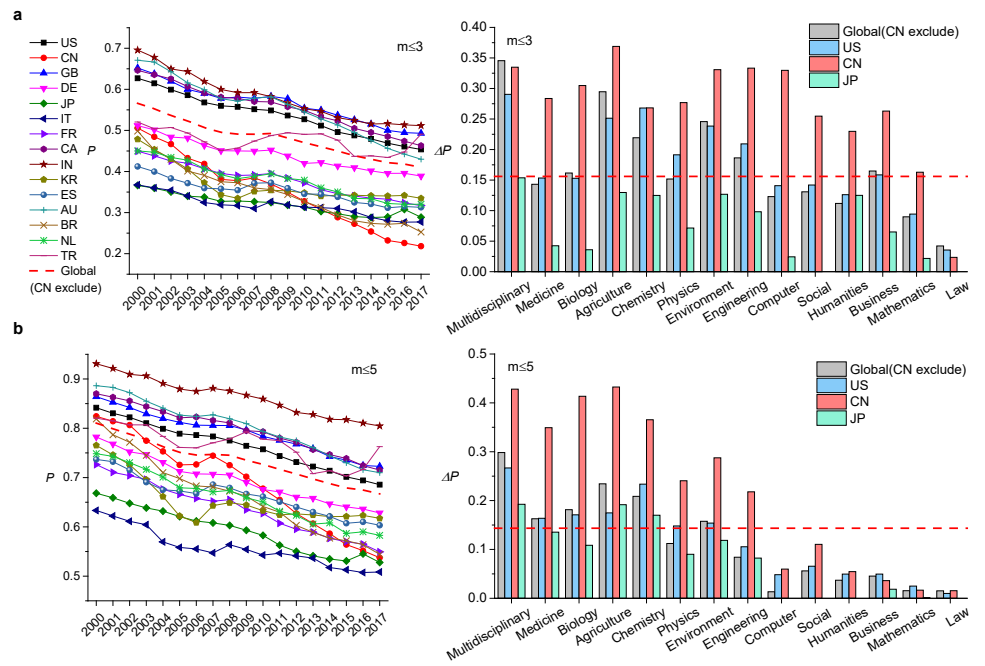 a
US
CN
GB
DE
JP
IT
FR
CA
IN
KR
ES
AU
BR
NL
TR
Global
(CN exclude)
m≤3
P
0.7
0.6
0.5
0.4
0.3
0.2
2000
2001
2002
2003
2004
2005
2006
2007
2008
2009
2010
2011
2012
2013
2014
2015
2016
2017
m≤3
Global(CN exclude)
US
CN
JP
ΔP
0.40
0.35
0.30
0.25
0.20
0.15
0.10
0.05
0.00
Multidisciplinary
Medicine
Biology
Agriculture
Chemistry
Physics
Environment
Engineering
Computer
Social
Humanities
Business
Mathematics
Law
b
m≤5
P
0.9
0.8
0.7
0.6
0.5
2000
2001
2002
2003
2004
2005
2006
2007
2008
2009
2010
2011
2012
2013
2014
2015
2016
2017
m≤5
Global(CN exclude)
US
CN
JP
ΔP
0.5
0.4
0.3
0.2
0.1
0.0
Multidisciplinary
Medicine
Biology
Agriculture
Chemistry
Physics
Environment
Engineering
Computer
Social
Humanities
Business
Mathematics
Law